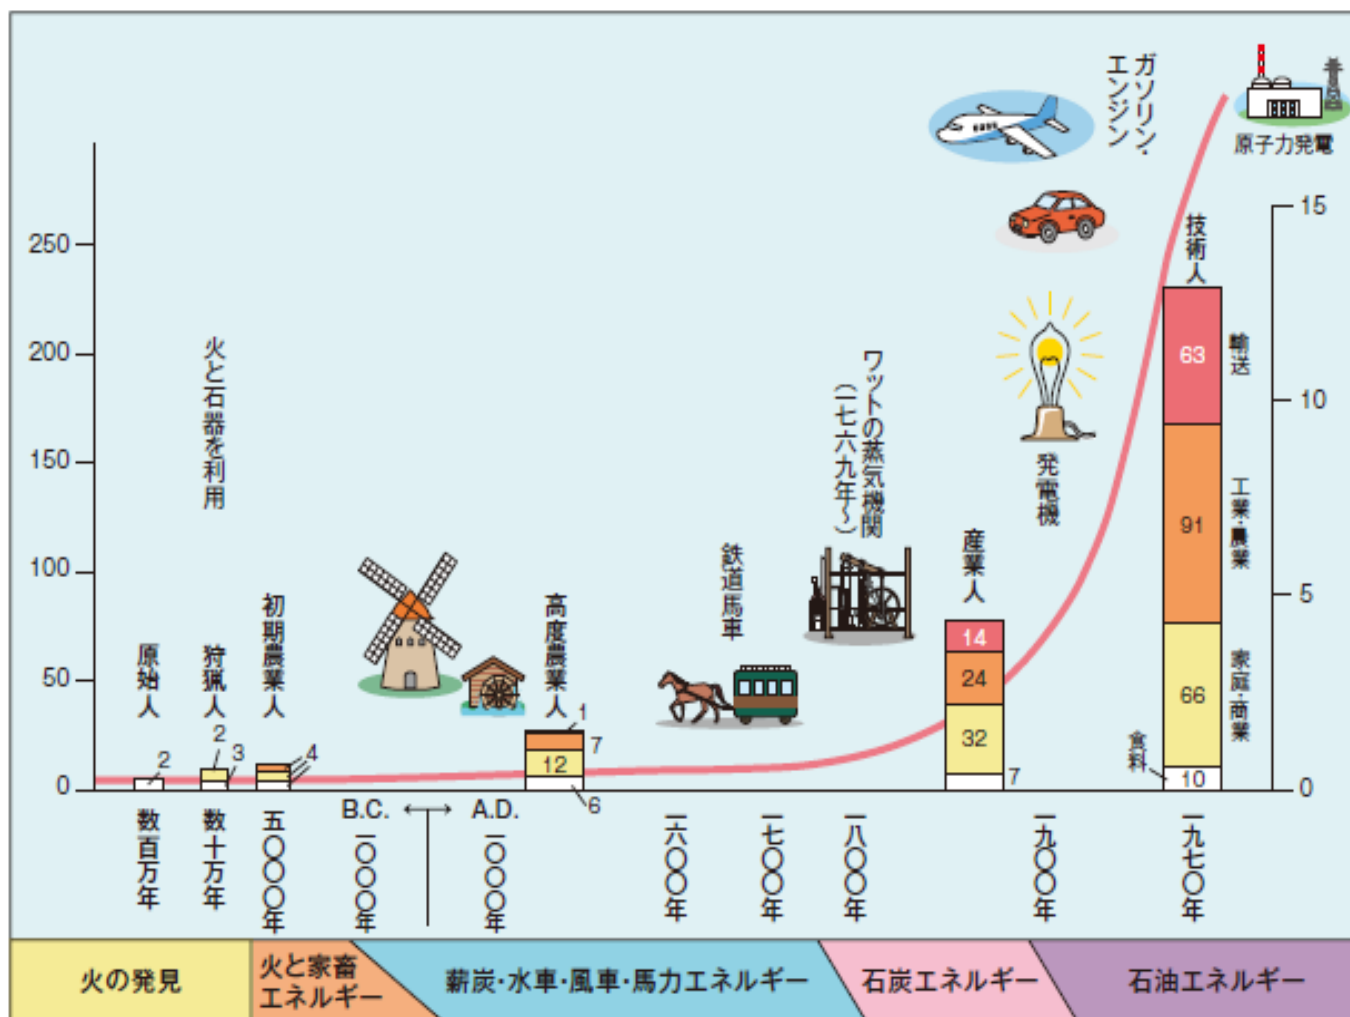 ガソリン・
エンジン
原子力発電
250
200
150
100
50
0
15
10
5
0
火と石器を利用
原始人
狩猟人
初期農業人
高度農業人
鉄道馬車
ワットの蒸気機関
(一七六九年~)
産業人
発電機
技術人
輸送
工業・農業
家庭・商業
食料
2
2
3
4
1
7
12
6
14
24
32
7
63
91
66
10
B.C.
A.D.
数百万年
数十万年
五〇〇〇年
一〇〇〇年
一〇〇〇年
一六〇〇年
一七〇〇年
一八〇〇年
一九〇〇年
一九七〇年
火の発見
火と家畜
エネルギー
薪炭・水車・風車・馬力エネルギー
石炭エネルギー
石油エネルギー